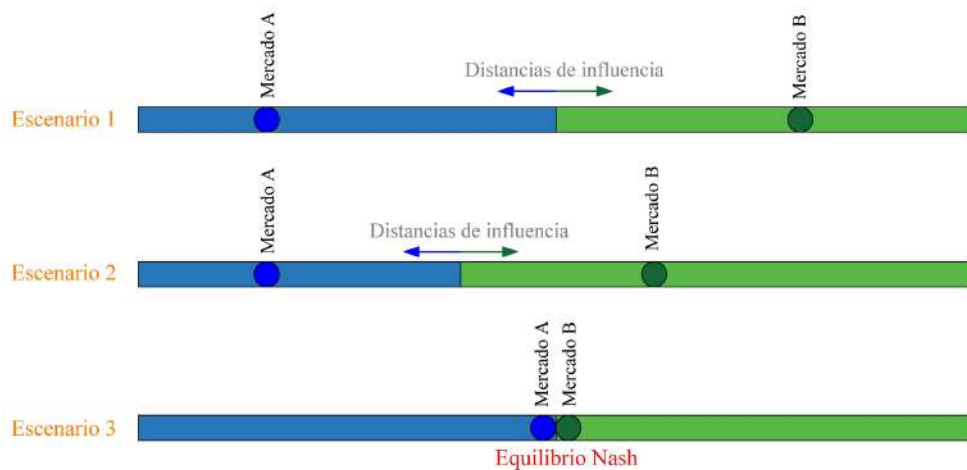 Mercado A
Mercado B
Distancias de influencia
Escenario 1
Mercado A
Mercado B
Distancias de influencia
Escenario 2
Mercado A
Mercado B
Escenario 3
Equilibrio Nash